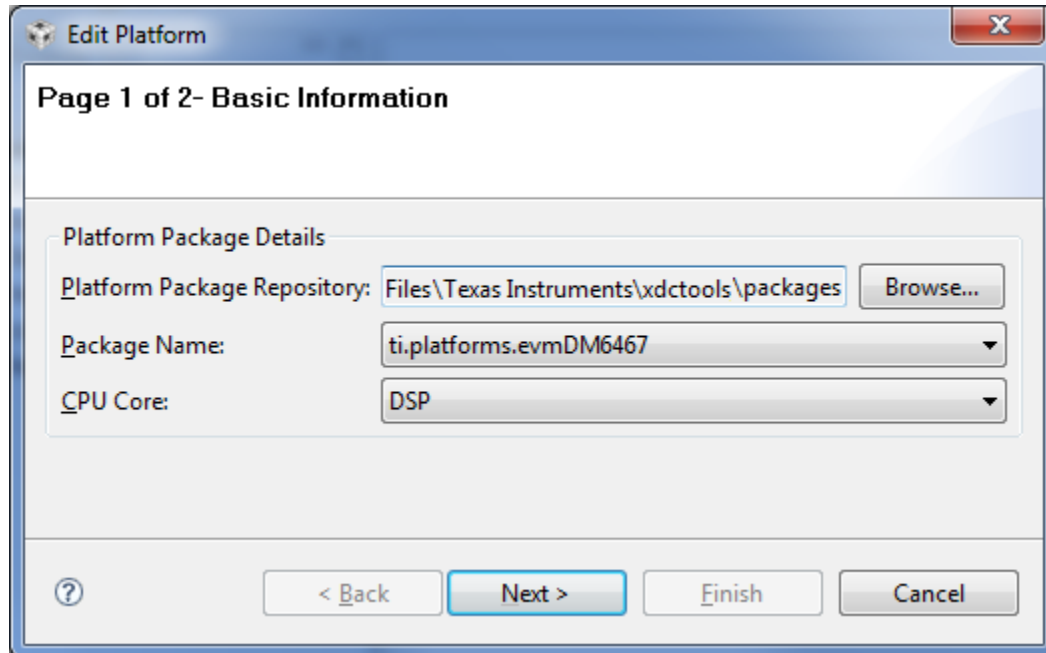 Edit Platform
Page 1 of 2- Basic Information
Platform Package Details
Platform Package Repository: Files\Texas Instruments\xdctools\packages Browse...
Package Name: ti.platforms.evmDM6467
CPU Core: DSP
? < Back Next > Finish Cancel